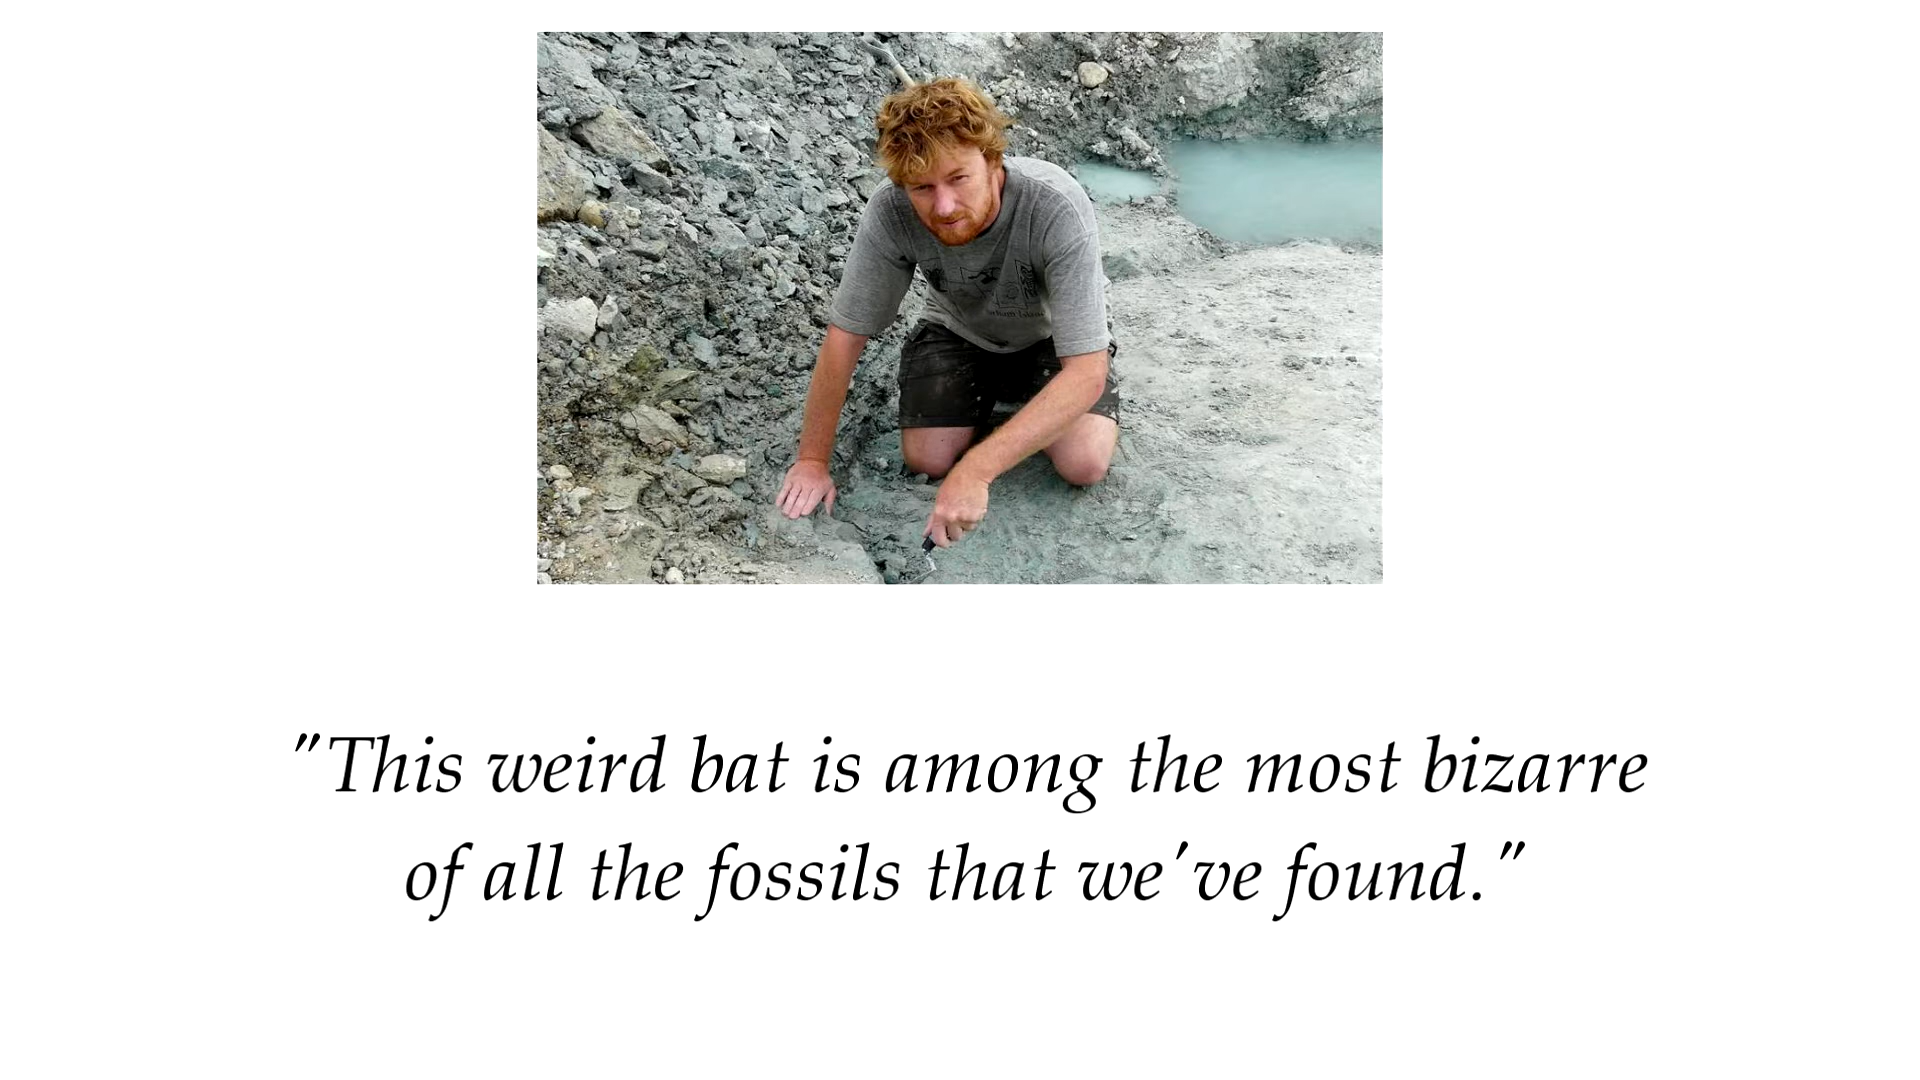 "This weird bat is among the most bizarre
of all the fossils that we've found."